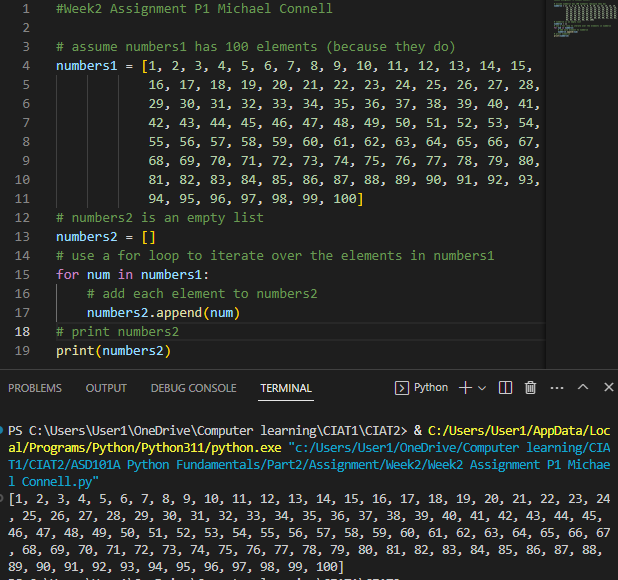 1 #Week2 Assignment P1 Michael Connell
2
3 # assume numbers1 has 100 elements (because they do)
4 numbers1 = [1, 2, 3, 4, 5, 6, 7, 8, 9, 10, 11, 12, 13, 14, 15,
5 16, 17, 18, 19, 20, 21, 22, 23, 24, 25, 26, 27, 28,
6 29, 30, 31, 32, 33, 34, 35, 36, 37, 38, 39, 40, 41,
7 42, 43, 44, 45, 46, 47, 48, 49, 50, 51, 52, 53, 54,
8 55, 56, 57, 58, 59, 60, 61, 62, 63, 64, 65, 66, 67,
9 68, 69, 70, 71, 72, 73, 74, 75, 76, 77, 78, 79, 80,
10 81, 82, 83, 84, 85, 86, 87, 88, 89, 90, 91, 92, 93,
11 94, 95, 96, 97, 98, 99, 100]
12 # numbers2 is an empty list
13 numbers2 = []
14 # use a for loop to iterate over the elements in numbers1
15 for num in numbers1:
16 # add each element to numbers2
17 numbers2.append(num)
18 # print numbers2
19 print(numbers2)
PROBLEMS OUTPUT DEBUG CONSOLE TERMINAL Python
PS C:\Users\User1\OneDrive\Computer learning\CIAT1\CIAT2> & C:/Users/User1/AppData/Loc
al/Programs/Python/Python311/python.exe "c:/Users/User1/OneDrive/Computer learning/CIA
T1/CIAT2/ASD101A Python Fundamentals/Part2/Assignment/Week2/Week2 Assignment P1 Michae
l Connell.py"
[1, 2, 3, 4, 5, 6, 7, 8, 9, 10, 11, 12, 13, 14, 15, 16, 17, 18, 19, 20, 21, 22, 23, 24
, 25, 26, 27, 28, 29, 30, 31, 32, 33, 34, 35, 36, 37, 38, 39, 40, 41, 42, 43, 44, 45,
46, 47, 48, 49, 50, 51, 52, 53, 54, 55, 56, 57, 58, 59, 60, 61, 62, 63, 64, 65, 66, 67
, 68, 69, 70, 71, 72, 73, 74, 75, 76, 77, 78, 79, 80, 81, 82, 83, 84, 85, 86, 87, 88,
89, 90, 91, 92, 93, 94, 95, 96, 97, 98, 99, 100]